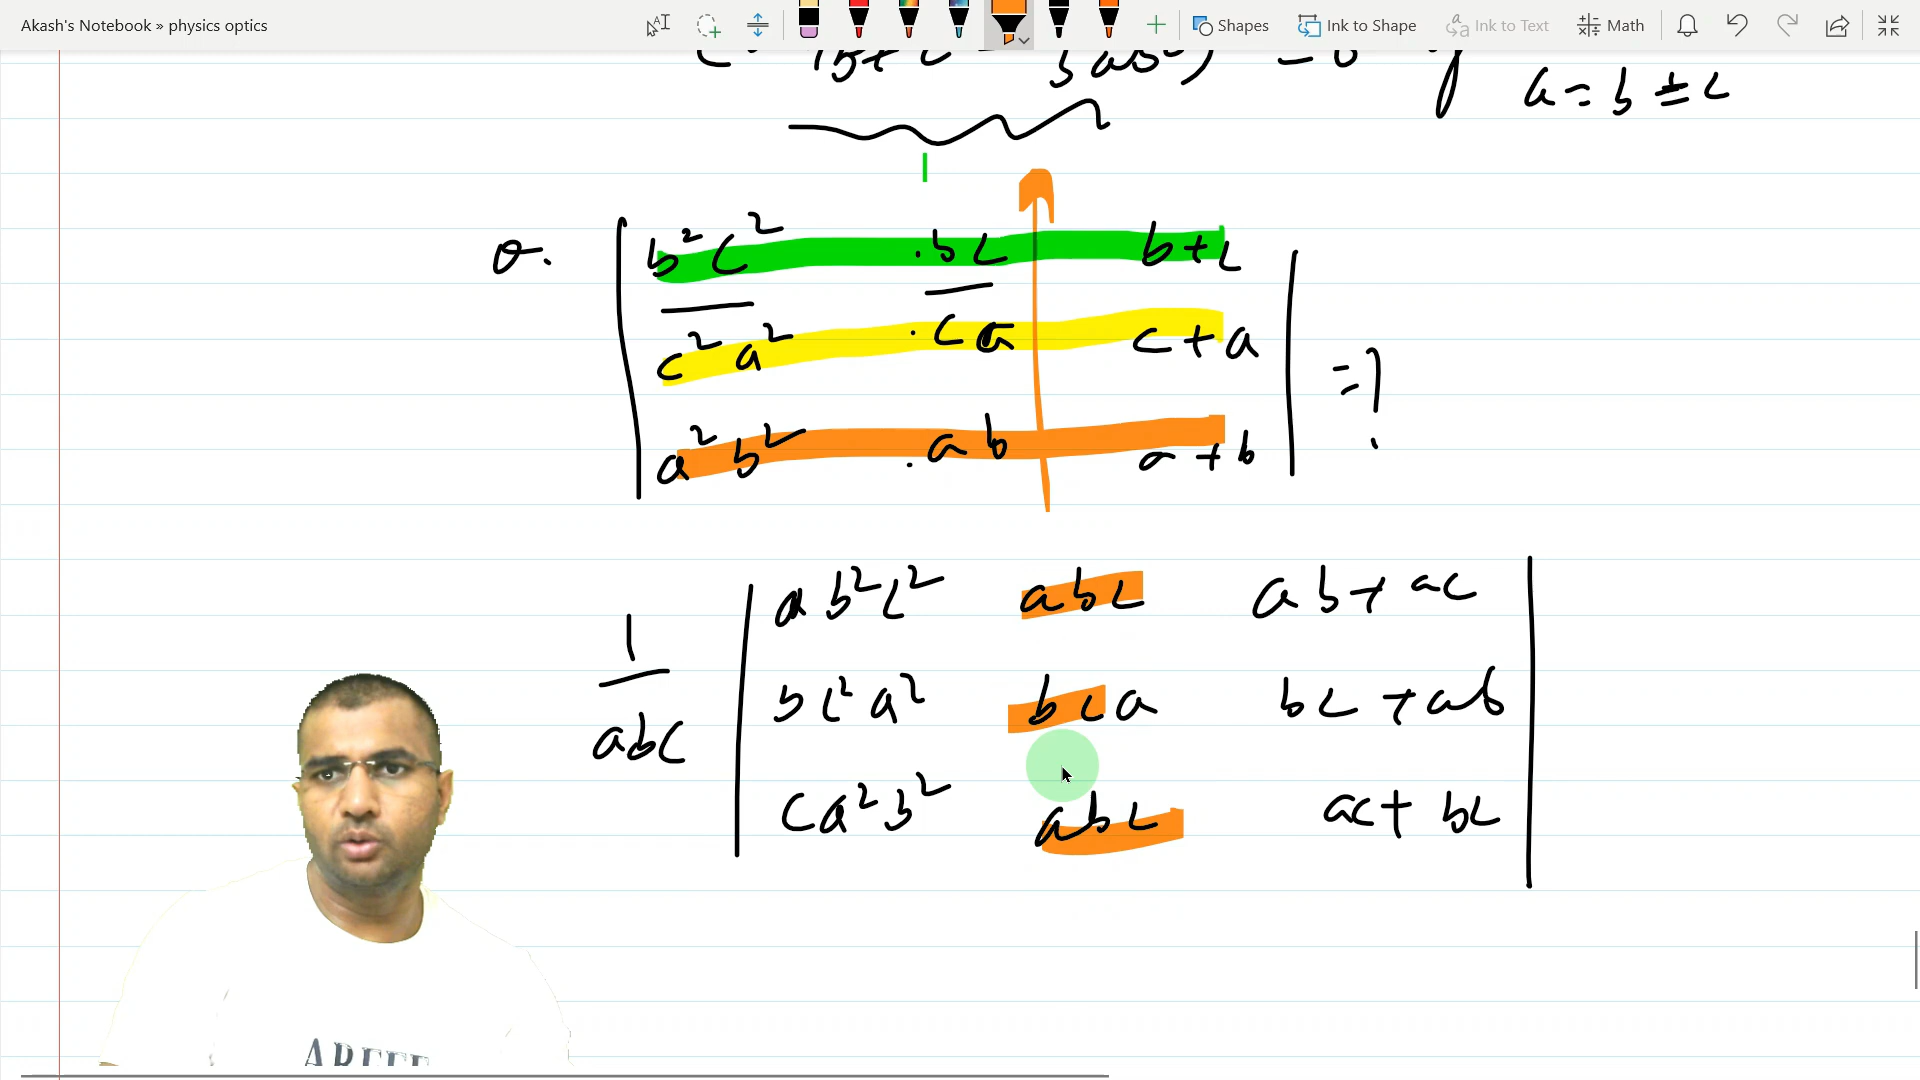 Akash's Notebook » physics optics
Shapes Ink to Shape Ink to Text Math
a = b ± c
Q. b²c² bc b+c
c²a² ca c+a
a²b² ab a+b
= ?
1/abc
ab²c² abc ab+ac
bc²a² bca bc+ab
ca²b² abc ac+bc